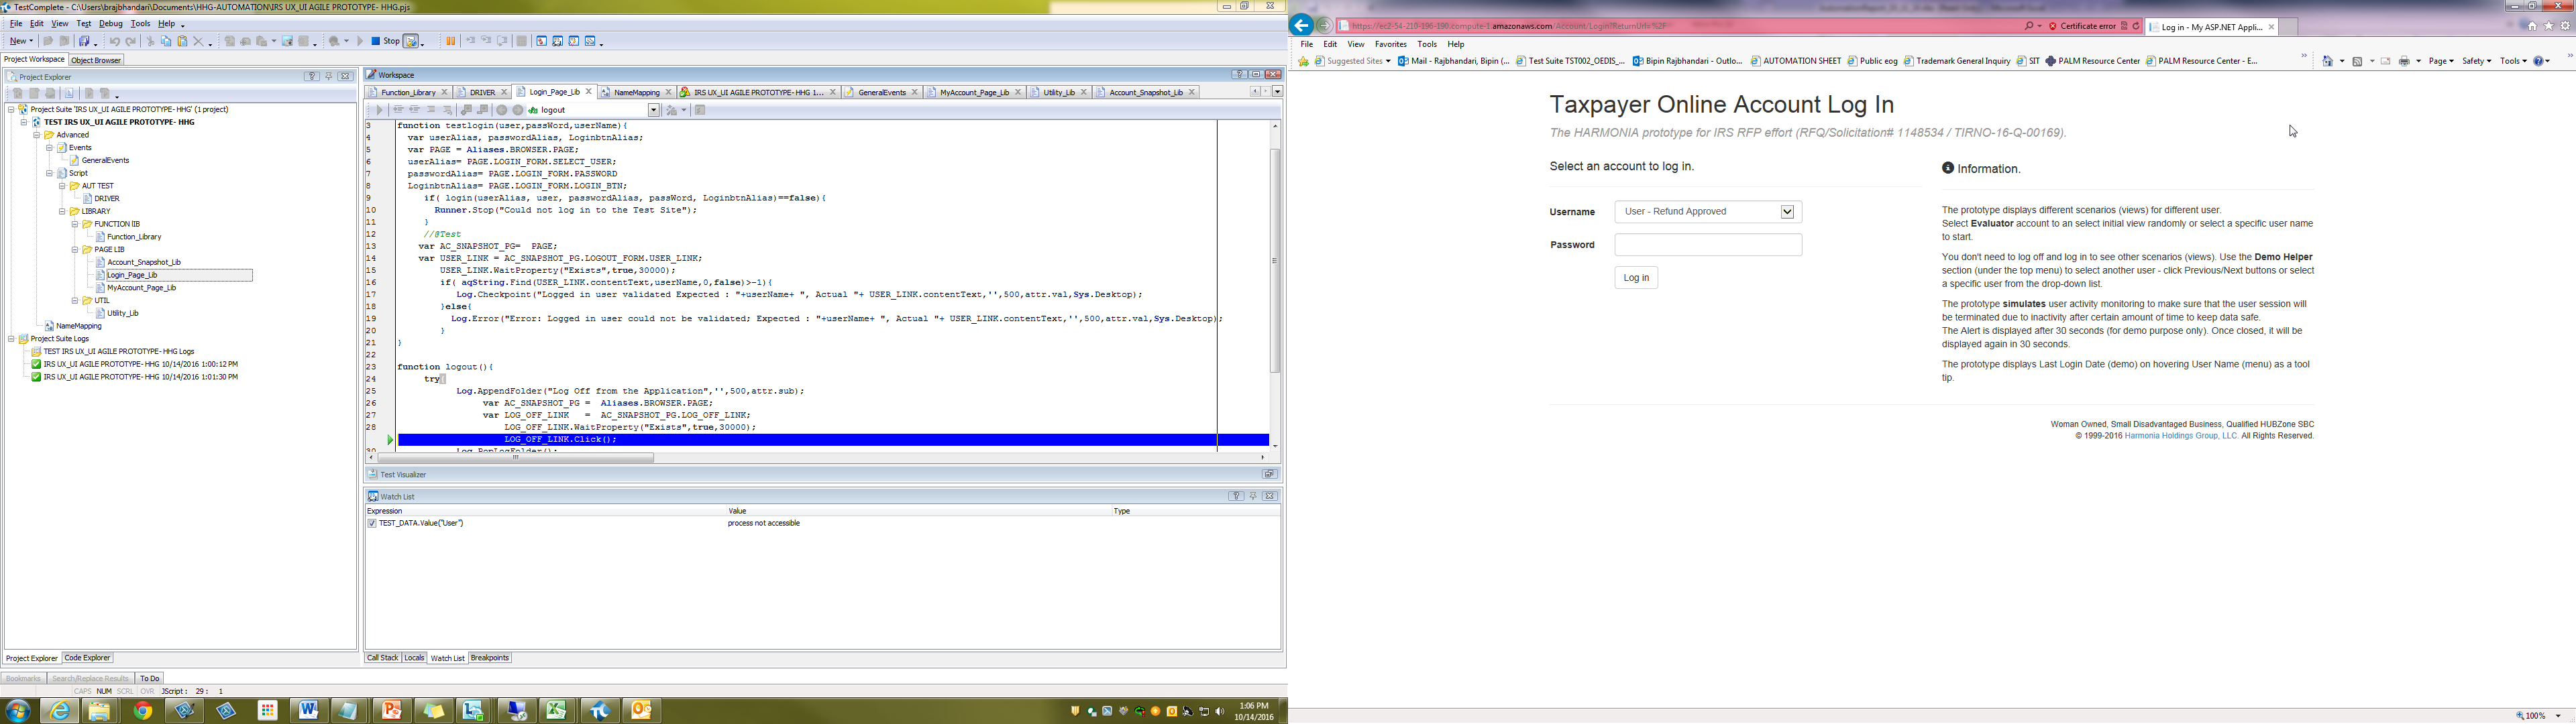 TestComplete - C:\Users\brajbhandari\Documents\HHG-AUTOMATION\IRS UX_UI AGILE PROTOTYPE- HHG.pjs
File Edit View Test Debug Tools Help
New Stop
Project Workspace Object Browser
Project Explorer
Project Suite 'IRS UX_UI AGILE PROTOTYPE-HHG' (1 project)
TEST IRS UX_UI AGILE PROTOTYPE- HHG
Advanced
Events
GeneralEvents
Script
AUT TEST
DRIVER
LIBRARY
FUNCTION lIB
Function_Library
PAGE LIB
Account_Snapshot_Lib
Login_Page_Lib
MyAccount_Page_Lib
UTIL
Utility_Lib
NameMapping
Project Suite Logs
TEST IRS UX_UI AGILE PROTOTYPE- HHG Logs
IRS UX_UI AGILE PROTOTYPE- HHG 10/14/2016 1:00:12 PM
IRS UX_UI AGILE PROTOTYPE- HHG 10/14/2016 1:01:30 PM
Project Explorer Code Explorer
Workspace
Function_Library DRIVER Login_Page_Lib NameMapping IRS UX_UI AGILE PROTOTYPE- HHG 1... GeneralEvents MyAccount_Page_Lib Utility_Lib Account_Snapshot_Lib
logout
3 function testlogin(user,passWord,userName){
4 var userAlias, passwordAlias, LoginbtnAlias;
5 var PAGE = Aliases.BROWSER.PAGE;
6 userAlias= PAGE.LOGIN_FORM.SELECT_USER;
7 passwordAlias= PAGE.LOGIN_FORM.PASSWORD
8 LoginbtnAlias= PAGE.LOGIN_FORM.LOGIN_BTN;
9 if( login(userAlias, user, passwordAlias, passWord, LoginbtnAlias)==false){
10 Runner.Stop("Could not log in to the Test Site");
11 }
12 //@Test
13 var AC_SNAPSHOT_PG= PAGE;
14 var USER_LINK = AC_SNAPSHOT_PG.LOGOUT_FORM.USER_LINK;
15 USER_LINK.WaitProperty("Exists",true,30000);
16 if( aqString.Find(USER_LINK.contentText,userName,0,false)>-1){
17 Log.Checkpoint("Logged in user validated Expected : "+userName+ ", Actual "+ USER_LINK.contentText,'',500,attr.val,Sys.Desktop);
18 }else{
19 Log.Error("Error: Logged in user could not be validated; Expected : "+userName+ ", Actual "+ USER_LINK.contentText,'',500,attr.val,Sys.Desktop);
20 }
21 }
22
23 function logout(){
24 try{
25 Log.AppendFolder("Log Off from the Application",'',500,attr.sub);
26 var AC_SNAPSHOT_PG = Aliases.BROWSER.PAGE;
27 var LOG_OFF_LINK = AC_SNAPSHOT_PG.LOG_OFF_LINK;
28 LOG_OFF_LINK.WaitProperty("Exists",true,30000);
LOG_OFF_LINK.Click();
30 Log.PopLogFolder();
Test Visualizer
Watch List
Expression Value Type
TEST_DATA.Value("User") process not accessible
Call Stack Locals Watch List Breakpoints
Bookmarks Search/Replace Results To Do
CAPS NUM SCRL OVR JScript : 29 : 1
1:06 PM
10/14/2016
https://ec2-54-210-196-190.compute-1.amazonaws.com/Account/Login?ReturnUrl=%2F
Certificate error
Log in - My ASP.NET Appli...
File Edit View Favorites Tools Help
Suggested Sites Mail - Rajbhandari, Bipin (... Test Suite TST002_OEDIS_... Bipin Rajbhandari - Outlo... AUTOMATION SHEET Public eog Trademark General Inquiry SIT PALM Resource Center PALM Resource Center - E...
Page Safety Tools
Taxpayer Online Account Log In
The HARMONIA prototype for IRS RFP effort (RFQ/Solicitation# 1148534 / TIRNO-16-Q-00169).
Select an account to log in.
Username User - Refund Approved
Password
Log in
Information.
The prototype displays different scenarios (views) for different user.
Select Evaluator account to an select initial view randomly or select a specific user name
to start.
You don't need to log off and log in to see other scenarios (views). Use the Demo Helper
section (under the top menu) to select another user - click Previous/Next buttons or select
a specific user from the drop-down list.
The prototype simulates user activity monitoring to make sure that the user session will
be terminated due to inactivity after certain amount of time to keep data safe.
The Alert is displayed after 30 seconds (for demo purpose only). Once closed, it will be
displayed again in 30 seconds.
The prototype displays Last Login Date (demo) on hovering User Name (menu) as a tool
tip.
Woman Owned, Small Disadvantaged Business, Qualified HUBZone SBC
© 1999-2016 Harmonia Holdings Group, LLC. All Rights Reserved.
100%